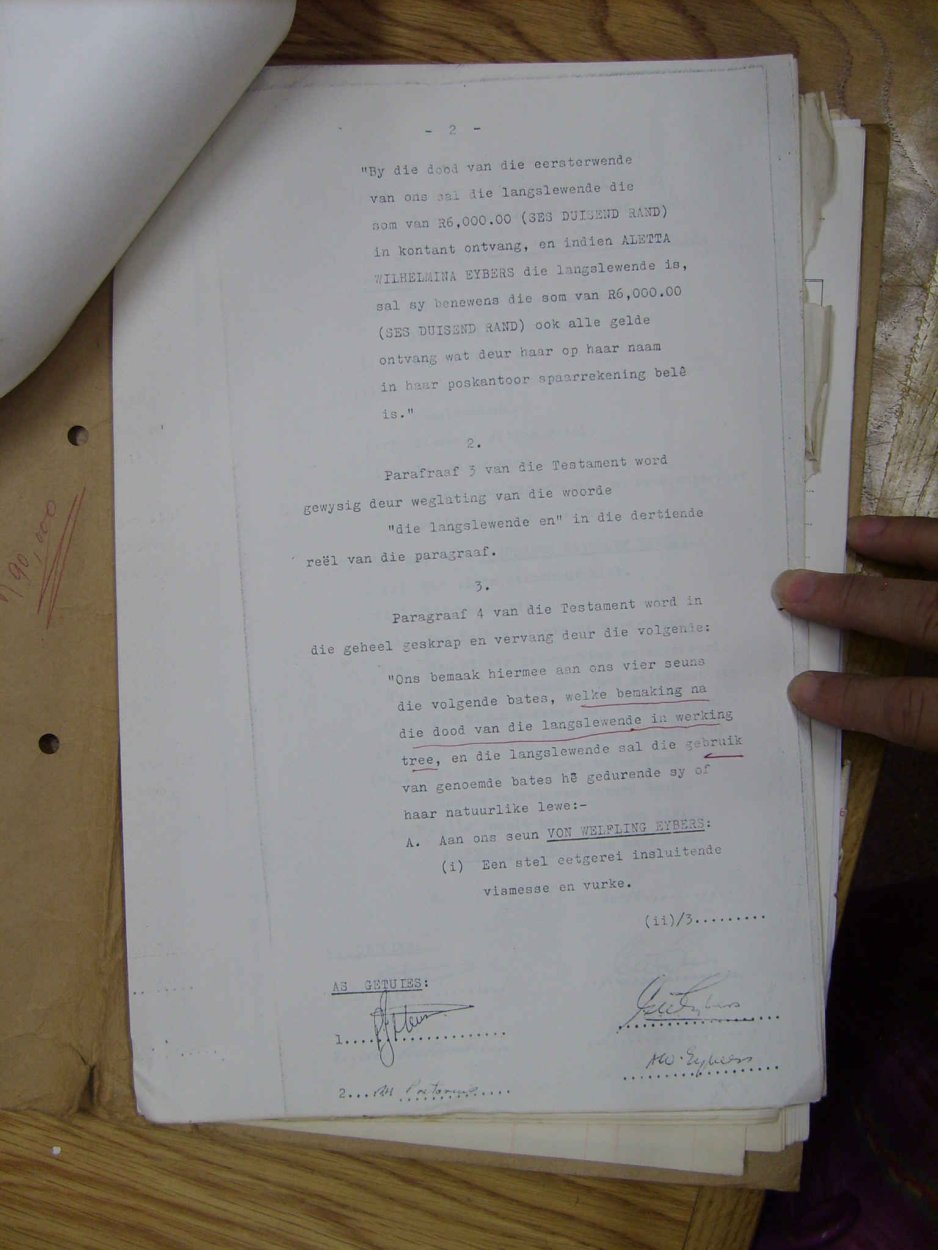 - 2 -
"By die dood van die eersterwende
van ons sal die langslewende die
som van R6,000.00 (SES DUISEND RAND)
in kontant ontvang, en indien ALETTA
WILHELMINA EYBERS die langslewende is,
sal sy benewens die som van R6,000.00
(SES DUISEND RAND) ook alle gelde
ontvang wat deur haar op haar naam
in haar poskantoor spaarrekening belê
is."
2.
Parafraaf 3 van die Testament word
gewysig deur weglating van die woorde
"die langslewende en" in die dertiende
reël van die paragraaf.
3.
Paragraaf 4 van die Testament word in
die geheel geskrap en vervang deur die volgende:
"Ons bemaak hiermee aan ons vier seuns
die volgende bates, welke bemaking na
die dood van die langslewende in werking
tree, en die langslewende sal die gebruik
van genoemde bates hê gedurende sy of
haar natuurlike lewe:-
A. Aan ons seun VON WELFLING EYBERS:
(i) Een stel eetgerei insluitende
vismesse en vurke.
(ii)/3.........
AS GETUIES:
1...................
2...
AW. Eybers
90,000